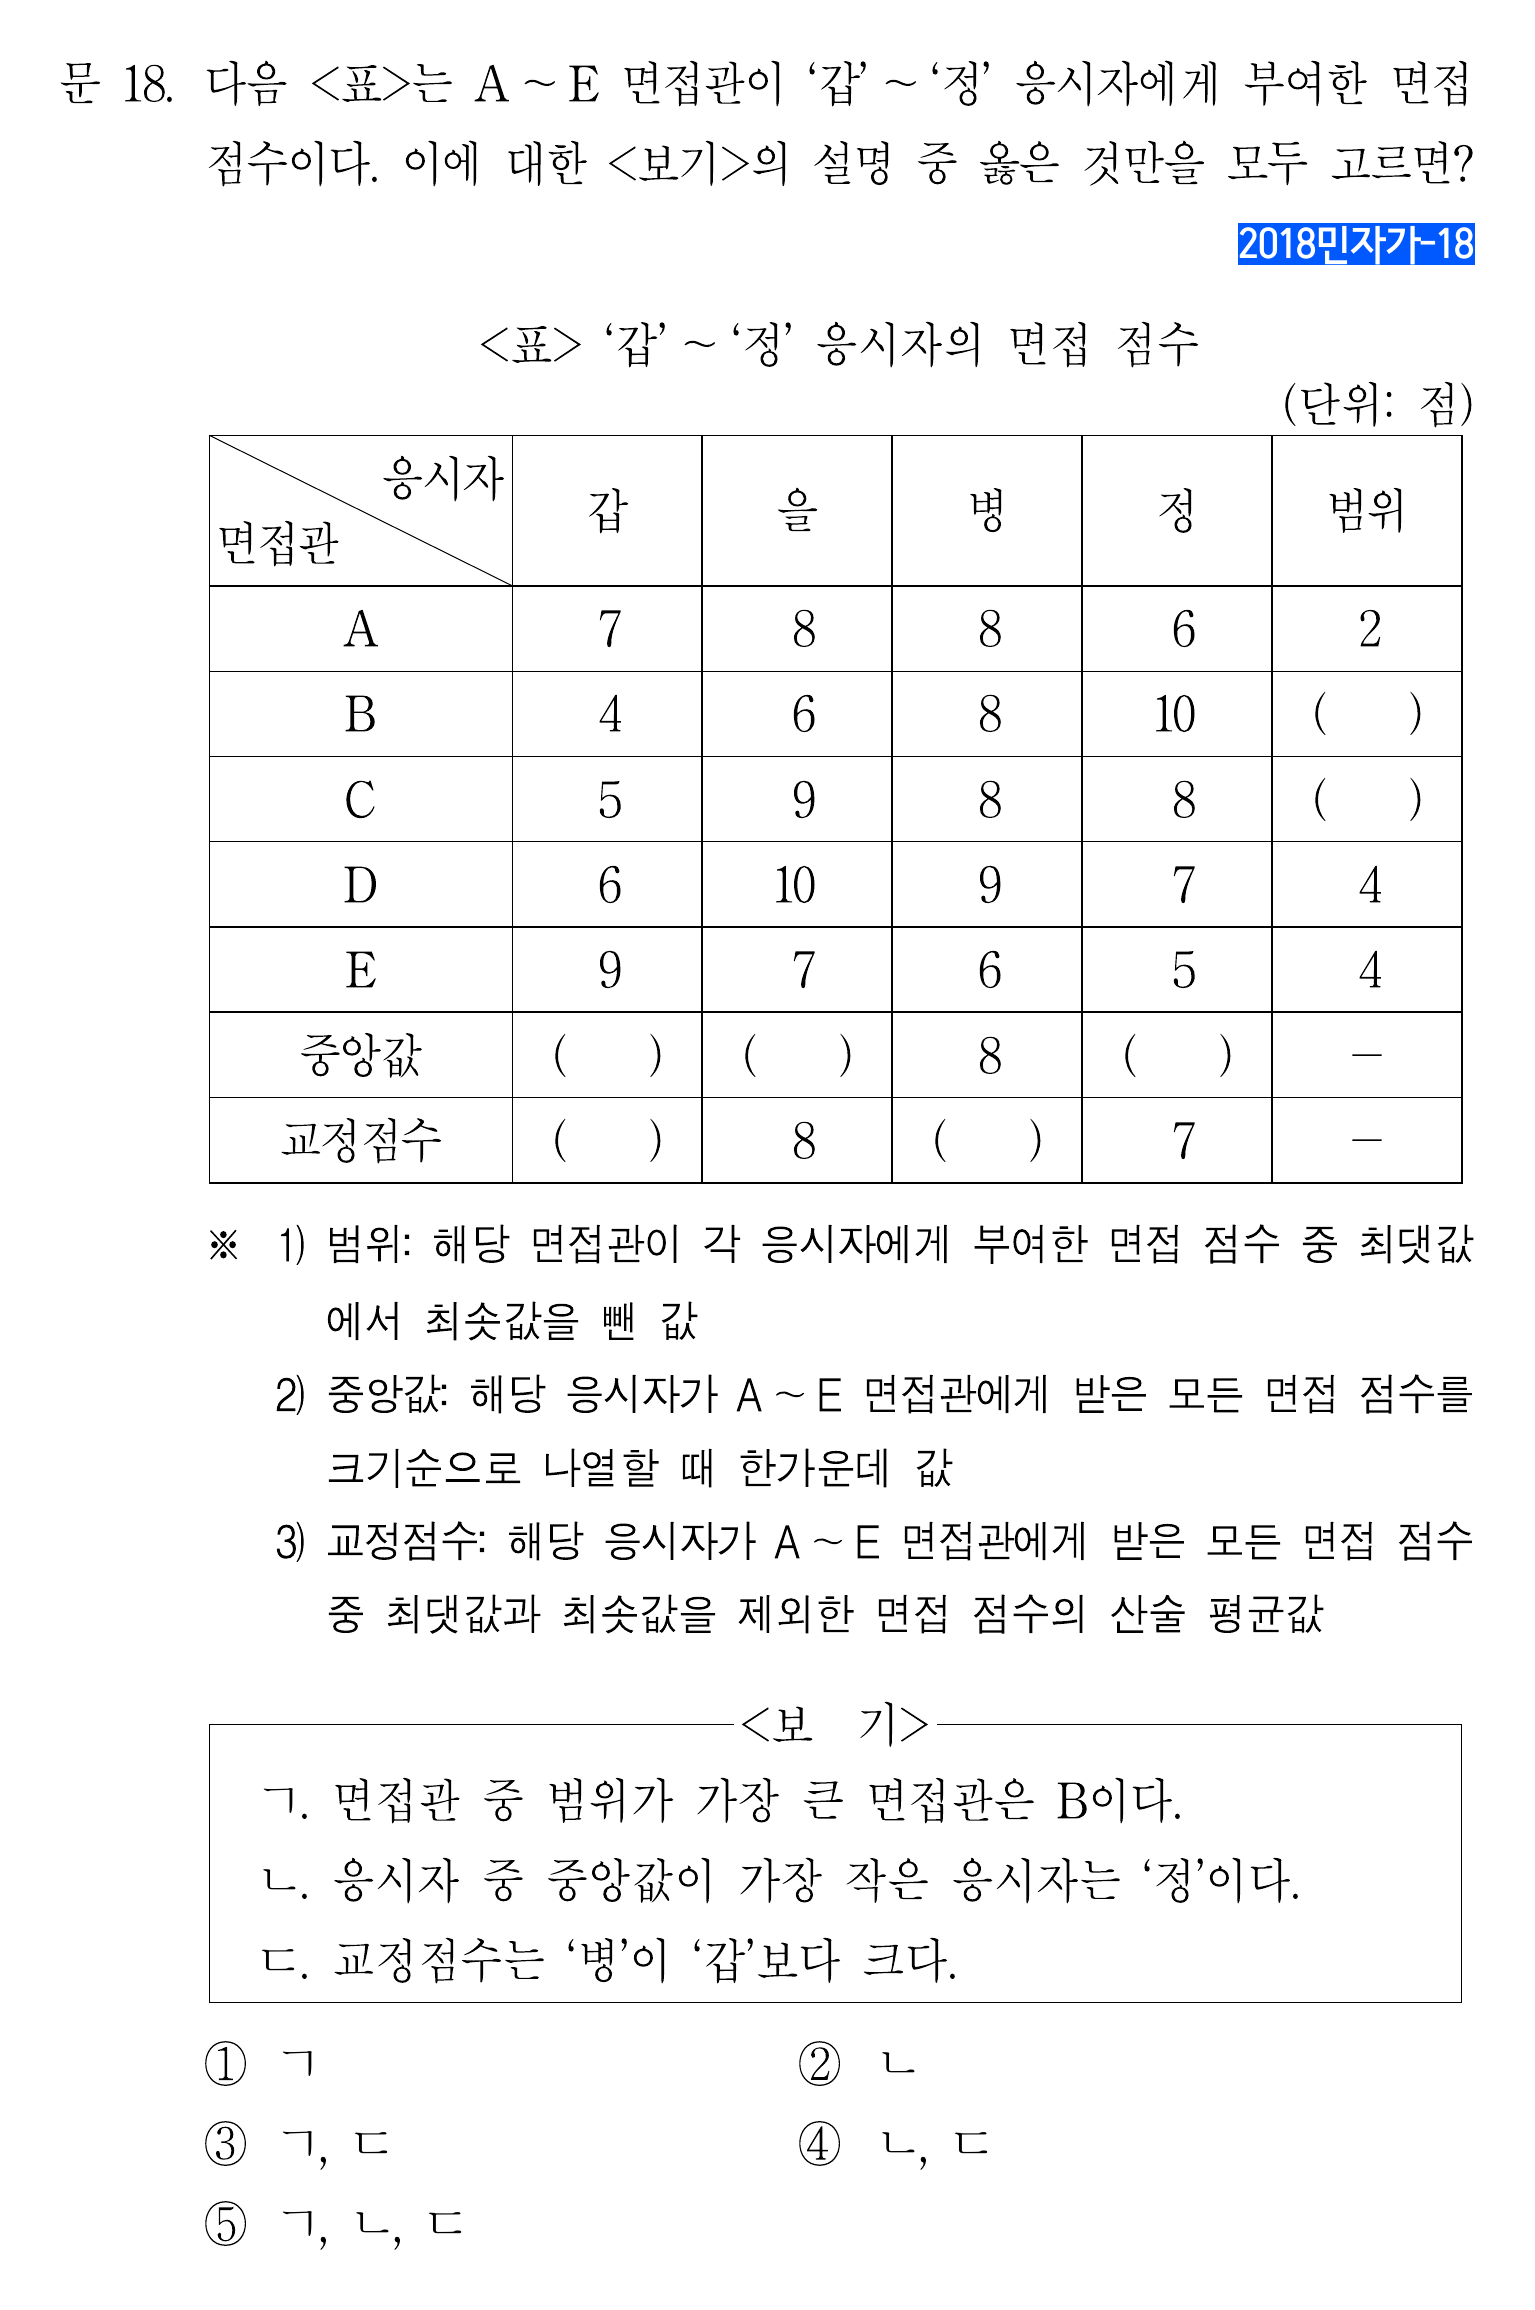 문 18. 다음 <표>는 A ~ E 면접관이 ‘갑’ ~ ‘정’ 응시자에게 부여한 면접
점수이다. 이에 대한 <보기>의 설명 중 옳은 것만을 모두 고르면?
2018민자가-18
<표> ‘갑’ ~ ‘정’ 응시자의 면접 점수
(단위: 점)
응시자 면접관 갑 을 병 정 범위
A 7 8 8 6 2
B 4 6 8 10 ( )
C 5 9 8 8 ( )
D 6 10 9 7 4
E 9 7 6 5 4
중앙값 ( ) ( ) 8 ( ) －
교정점수 ( ) 8 ( ) 7 －
※ 1) 범위: 해당 면접관이 각 응시자에게 부여한 면접 점수 중 최댓값
에서 최솟값을 뺀 값
2) 중앙값: 해당 응시자가 A ~ E 면접관에게 받은 모든 면접 점수를
크기순으로 나열할 때 한가운데 값
3) 교정점수: 해당 응시자가 A ~ E 면접관에게 받은 모든 면접 점수
중 최댓값과 최솟값을 제외한 면접 점수의 산술 평균값
<보 기>
ㄱ. 면접관 중 범위가 가장 큰 면접관은 B이다.
ㄴ. 응시자 중 중앙값이 가장 작은 응시자는 ‘정’이다.
ㄷ. 교정점수는 ‘병’이 ‘갑’보다 크다.
① ㄱ ② ㄴ
③ ㄱ, ㄷ ④ ㄴ, ㄷ
⑤ ㄱ, ㄴ, ㄷ